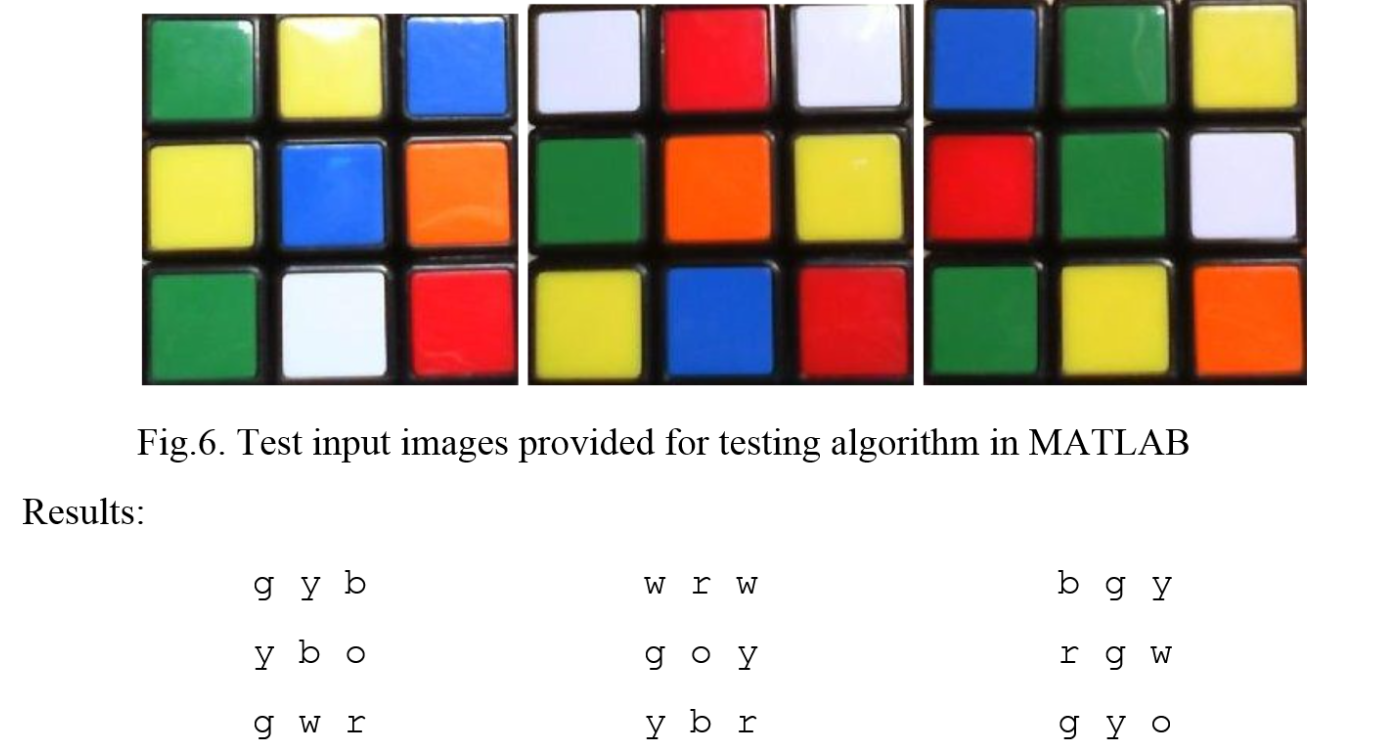 Fig.6. Test input images provided for testing algorithm in MATLAB
Results:
g y b w r w b g y
y b o g o y r g w
g w r y b r g y o